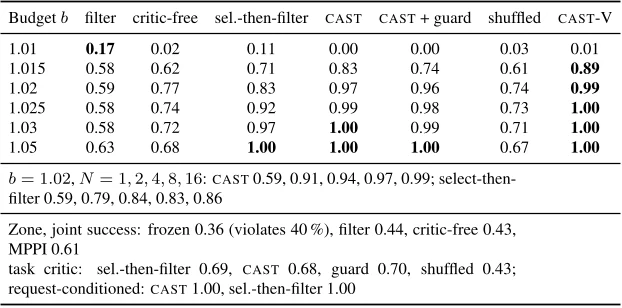 Budget b filter critic-free sel.-then-filter CAST CAST + guard shuffled CAST-V
1.01 0.17 0.02 0.11 0.00 0.00 0.03 0.01
1.015 0.58 0.62 0.71 0.83 0.74 0.61 0.89
1.02 0.59 0.77 0.83 0.97 0.96 0.74 0.99
1.025 0.58 0.74 0.92 0.99 0.98 0.73 1.00
1.03 0.58 0.72 0.97 1.00 0.99 0.71 1.00
1.05 0.63 0.68 1.00 1.00 1.00 0.67 1.00
b = 1.02, N = 1, 2, 4, 8, 16: CAST 0.59, 0.91, 0.94, 0.97, 0.99; select-then-
filter 0.59, 0.79, 0.84, 0.83, 0.86
Zone, joint success: frozen 0.36 (violates 40 %), filter 0.44, critic-free 0.43,
MPPI 0.61
task critic: sel.-then-filter 0.69, CAST 0.68, guard 0.70, shuffled 0.43;
request-conditioned: CAST 1.00, sel.-then-filter 1.00